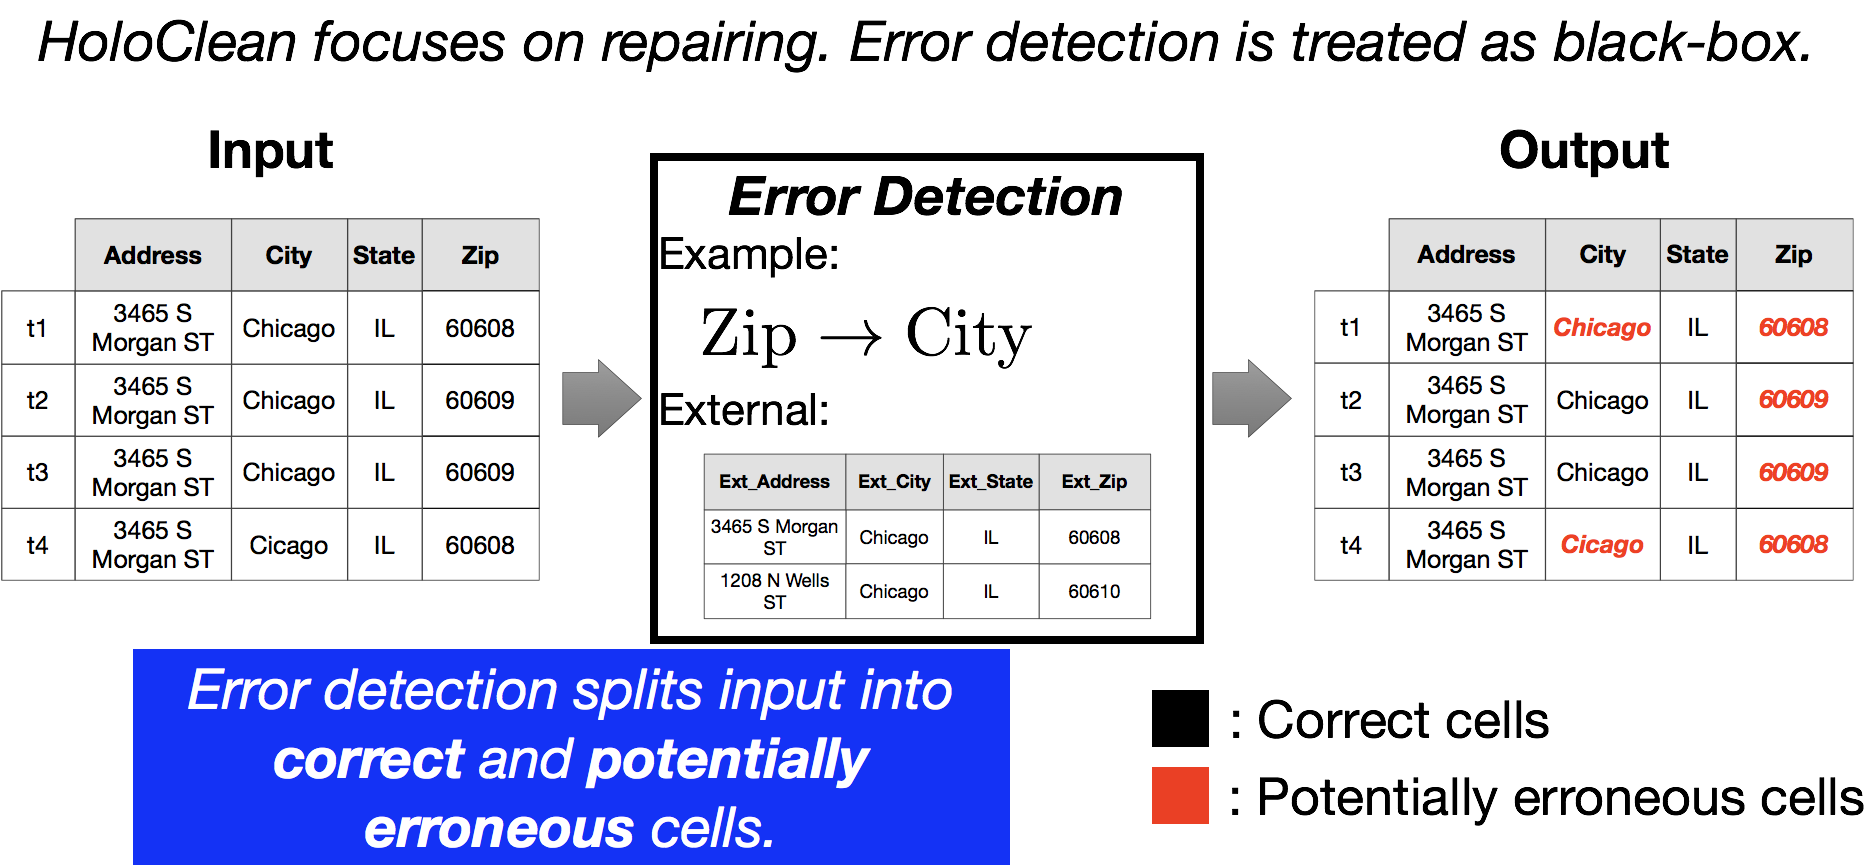 HoloClean focuses on repairing. Error detection is treated as black-box.
Input
Address City State Zip
t1 3465 S Morgan ST Chicago IL 60608
t2 3465 S Morgan ST Chicago IL 60609
t3 3465 S Morgan ST Chicago IL 60609
t4 3465 S Morgan ST Cicago IL 60608
Error Detection
Example:
Zip → City
External:
Ext_Address Ext_City Ext_State Ext_Zip
3465 S Morgan ST Chicago IL 60608
1208 N Wells ST Chicago IL 60610
Output
Address City State Zip
t1 3465 S Morgan ST Chicago IL 60608
t2 3465 S Morgan ST Chicago IL 60609
t3 3465 S Morgan ST Chicago IL 60609
t4 3465 S Morgan ST Cicago IL 60608
Error detection splits input into
correct and potentially
erroneous cells.
: Correct cells
: Potentially erroneous cells